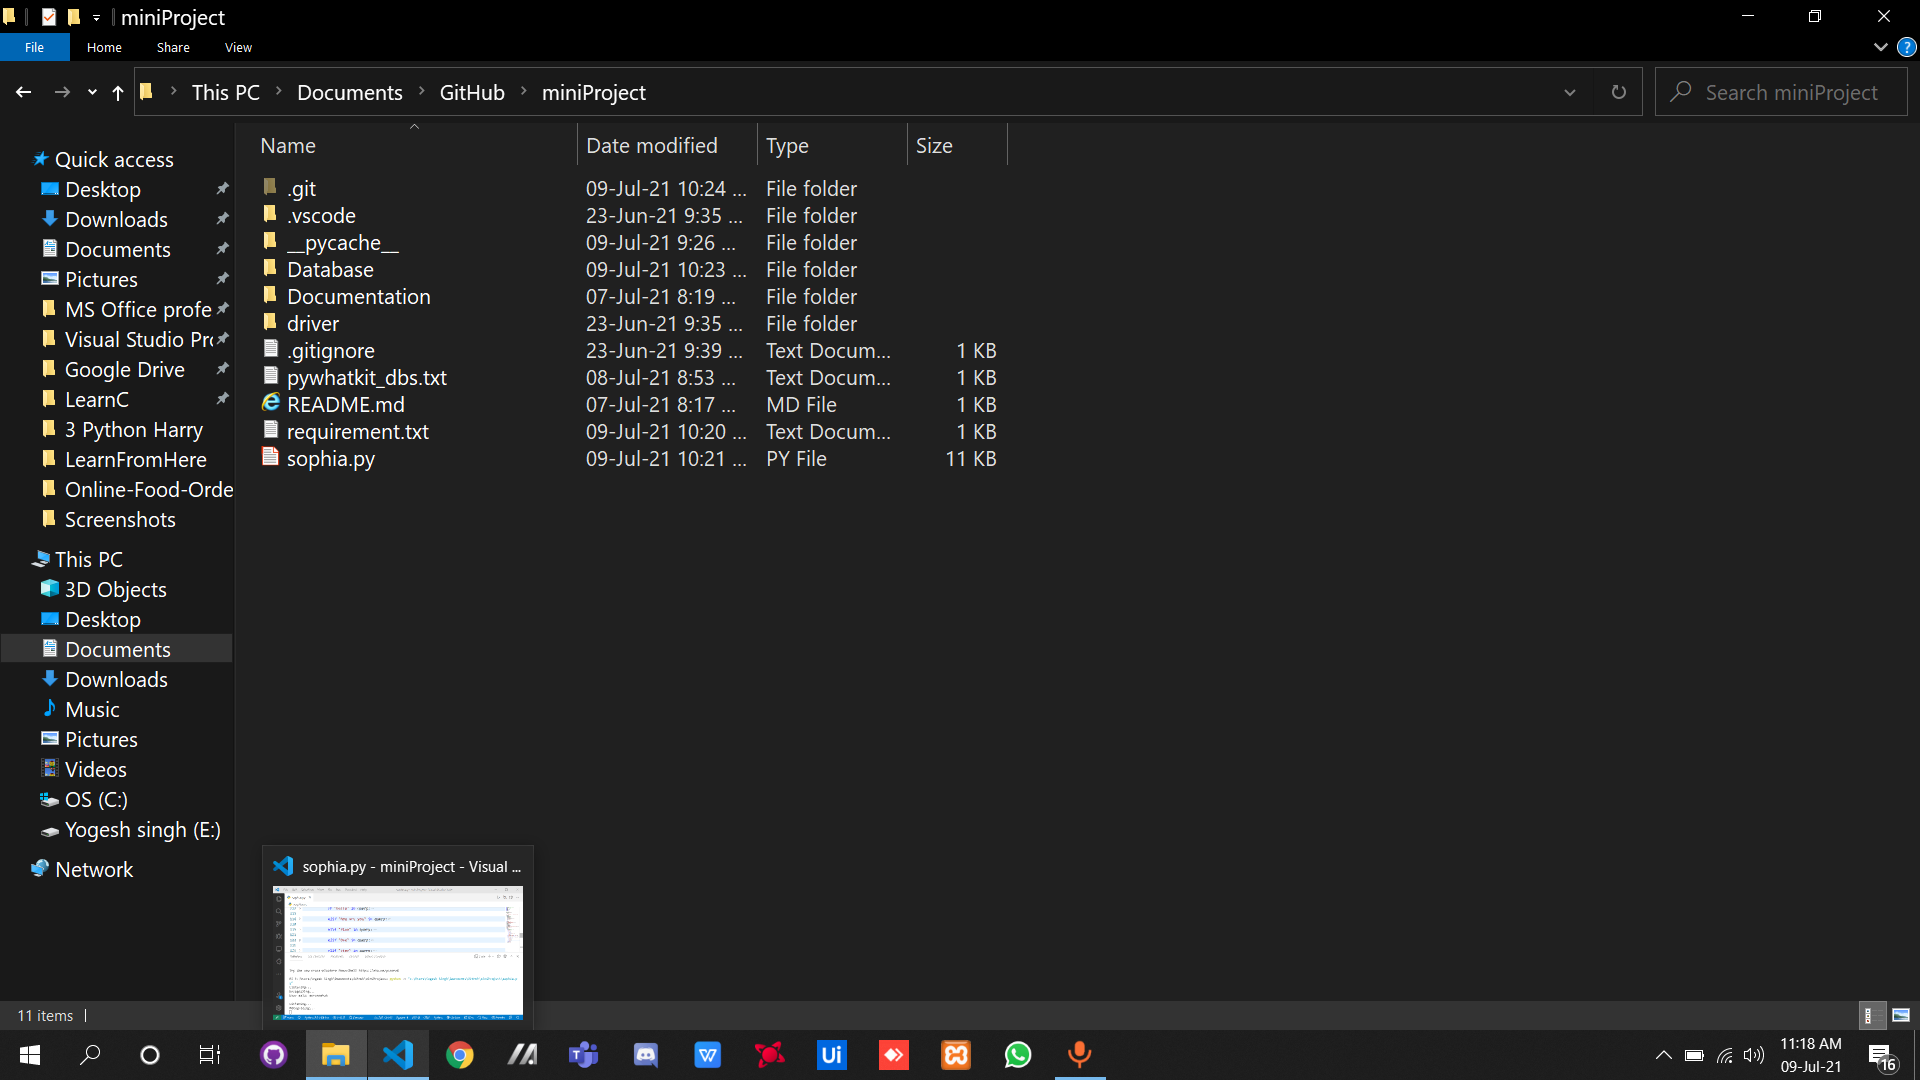 miniProject
File Home Share View
This PC Documents GitHub miniProject
Search miniProject
Name Date modified Type Size
.git 09-Jul-21 10:24 ... File folder
.vscode 23-Jun-21 9:35 ... File folder
__pycache__ 09-Jul-21 9:26 ... File folder
Database 09-Jul-21 10:23 ... File folder
Documentation 07-Jul-21 8:19 ... File folder
driver 23-Jun-21 9:35 ... File folder
.gitignore 23-Jun-21 9:39 ... Text Docum... 1 KB
pywhatkit_dbs.txt 08-Jul-21 8:53 ... Text Docum... 1 KB
README.md 07-Jul-21 8:17 ... MD File 1 KB
requirement.txt 09-Jul-21 10:20 ... Text Docum... 1 KB
sophia.py 09-Jul-21 10:21 ... PY File 11 KB
Quick access
Desktop
Downloads
Documents
Pictures
MS Office profe
Visual Studio Pr
Google Drive
LearnC
3 Python Harry
LearnFromHere
Online-Food-Orde
Screenshots
This PC
3D Objects
Desktop
Documents
Downloads
Music
Pictures
Videos
OS (C:)
Yogesh singh (E:)
Network
sophia.py - miniProject - Visual ...
11 items
Ui
11:18 AM
09-Jul-21
16